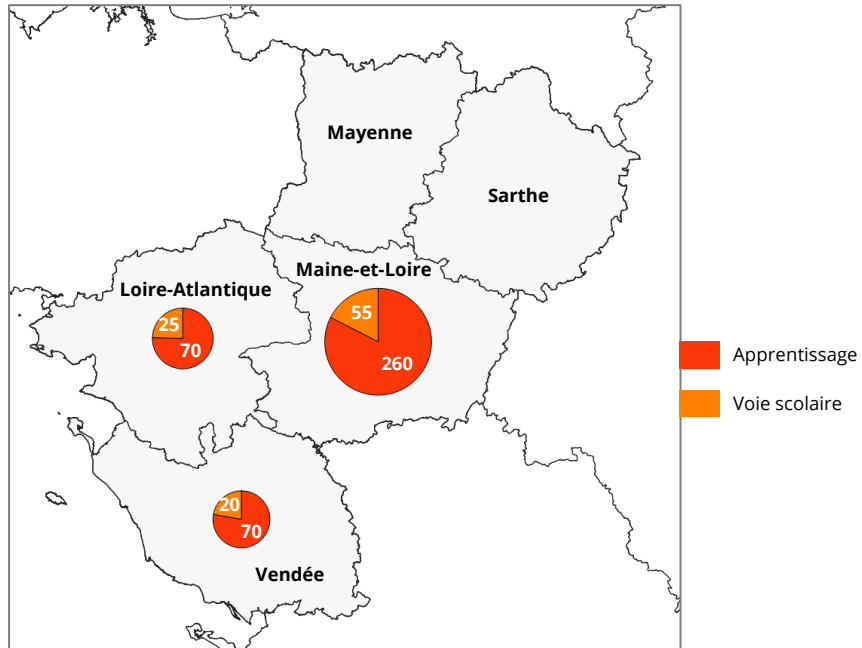 Mayenne
Sarthe
Maine-et-Loire
Loire-Atlantique
55
260
25
70
Apprentissage
Voie scolaire
20
70
Vendée